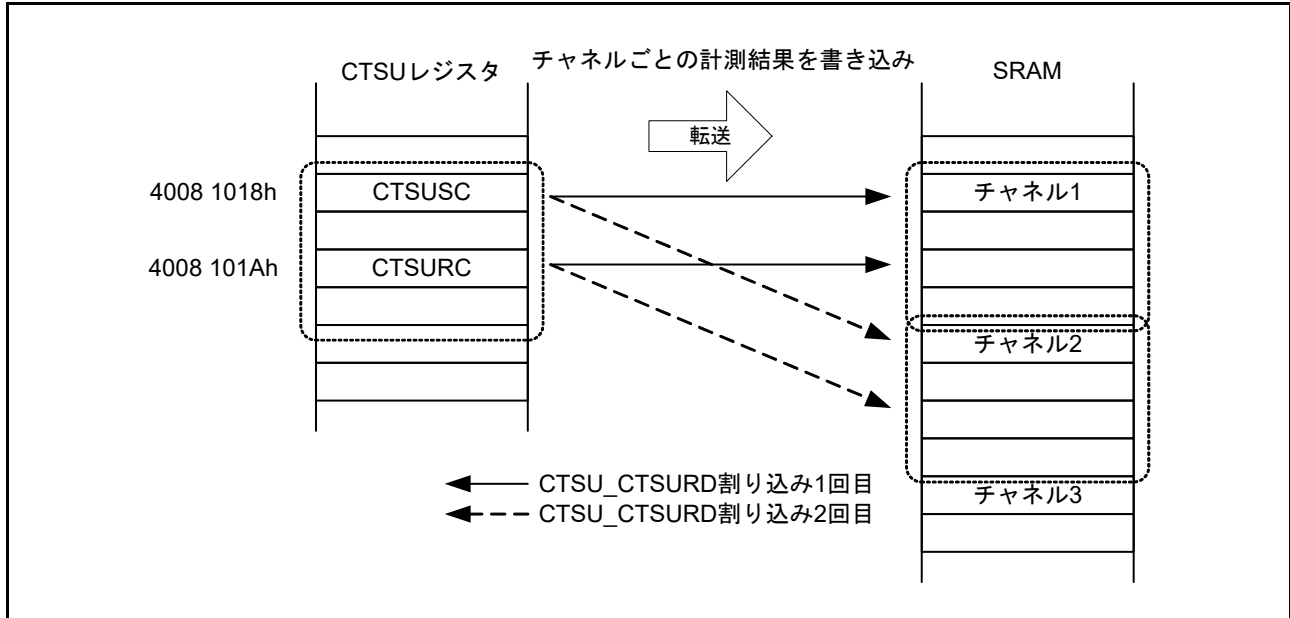 CTSUレジスタ
チャネルごとの計測結果を書き込み
SRAM
転送
4008 1018h
CTSUSC
チャネル1
4008 101Ah
CTSURC
チャネル2
CTSU_CTSURD割り込み1回目
チャネル3
CTSU_CTSURD割り込み2回目